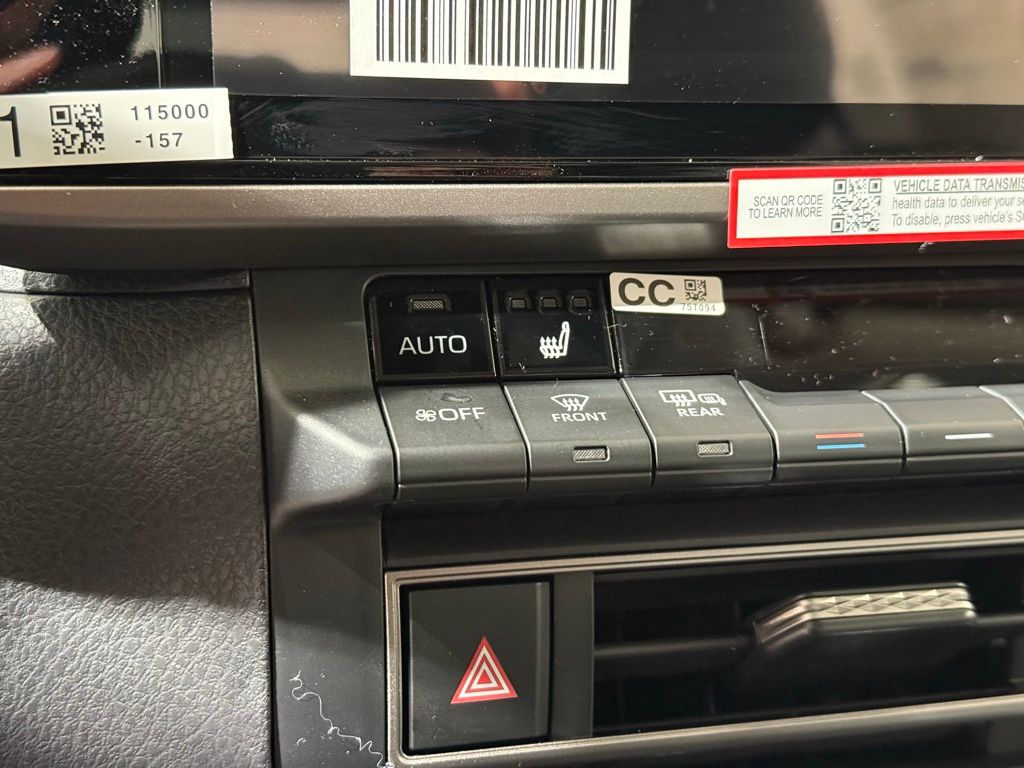 1
115000
-157
SCAN QR CODE
TO LEARN MORE
VEHICLE DATA TRANSMIS
health data to deliver your se
To disable, press vehicle's S
CC
AUTO
OFF
FRONT
REAR